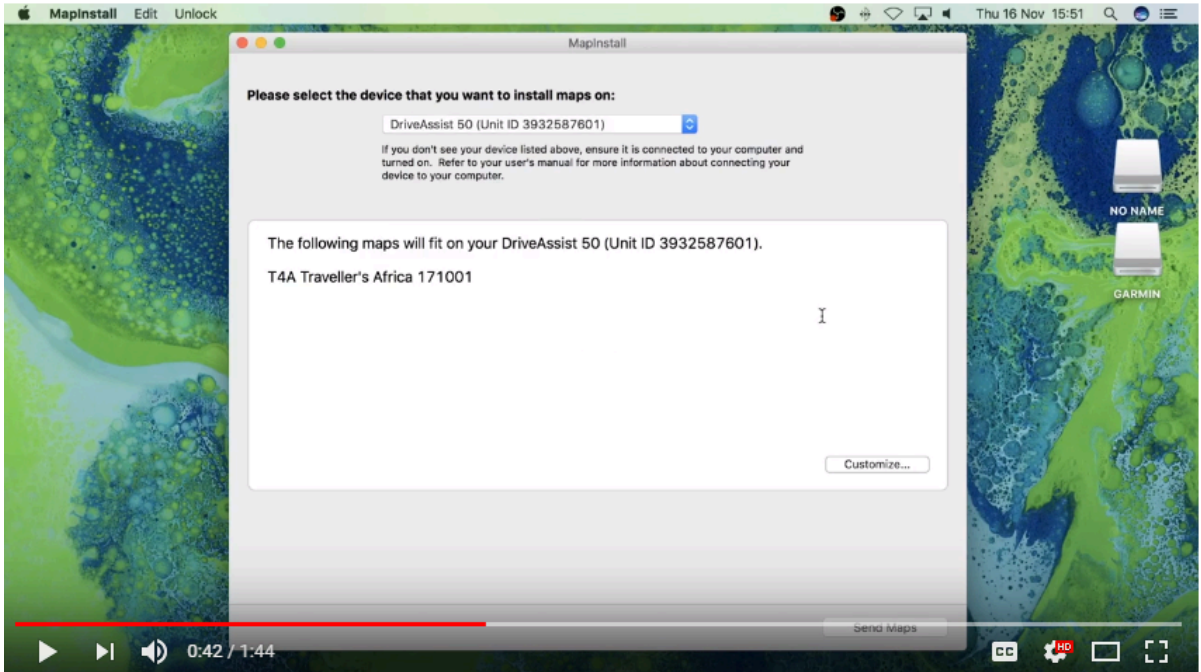 MapInstall Edit Unlock Thu 16 Nov 15:51
MapInstall
Please select the device that you want to install maps on:
DriveAssist 50 (Unit ID 3932587601)
If you don't see your device listed above, ensure it is connected to your computer and
turned on. Refer to your user's manual for more information about connecting your
device to your computer.
NO NAME
The following maps will fit on your DriveAssist 50 (Unit ID 3932587601).
T4A Traveller's Africa 171001
GARMIN
Customize...
Send Maps
0:42 / 1:44
CC
HD